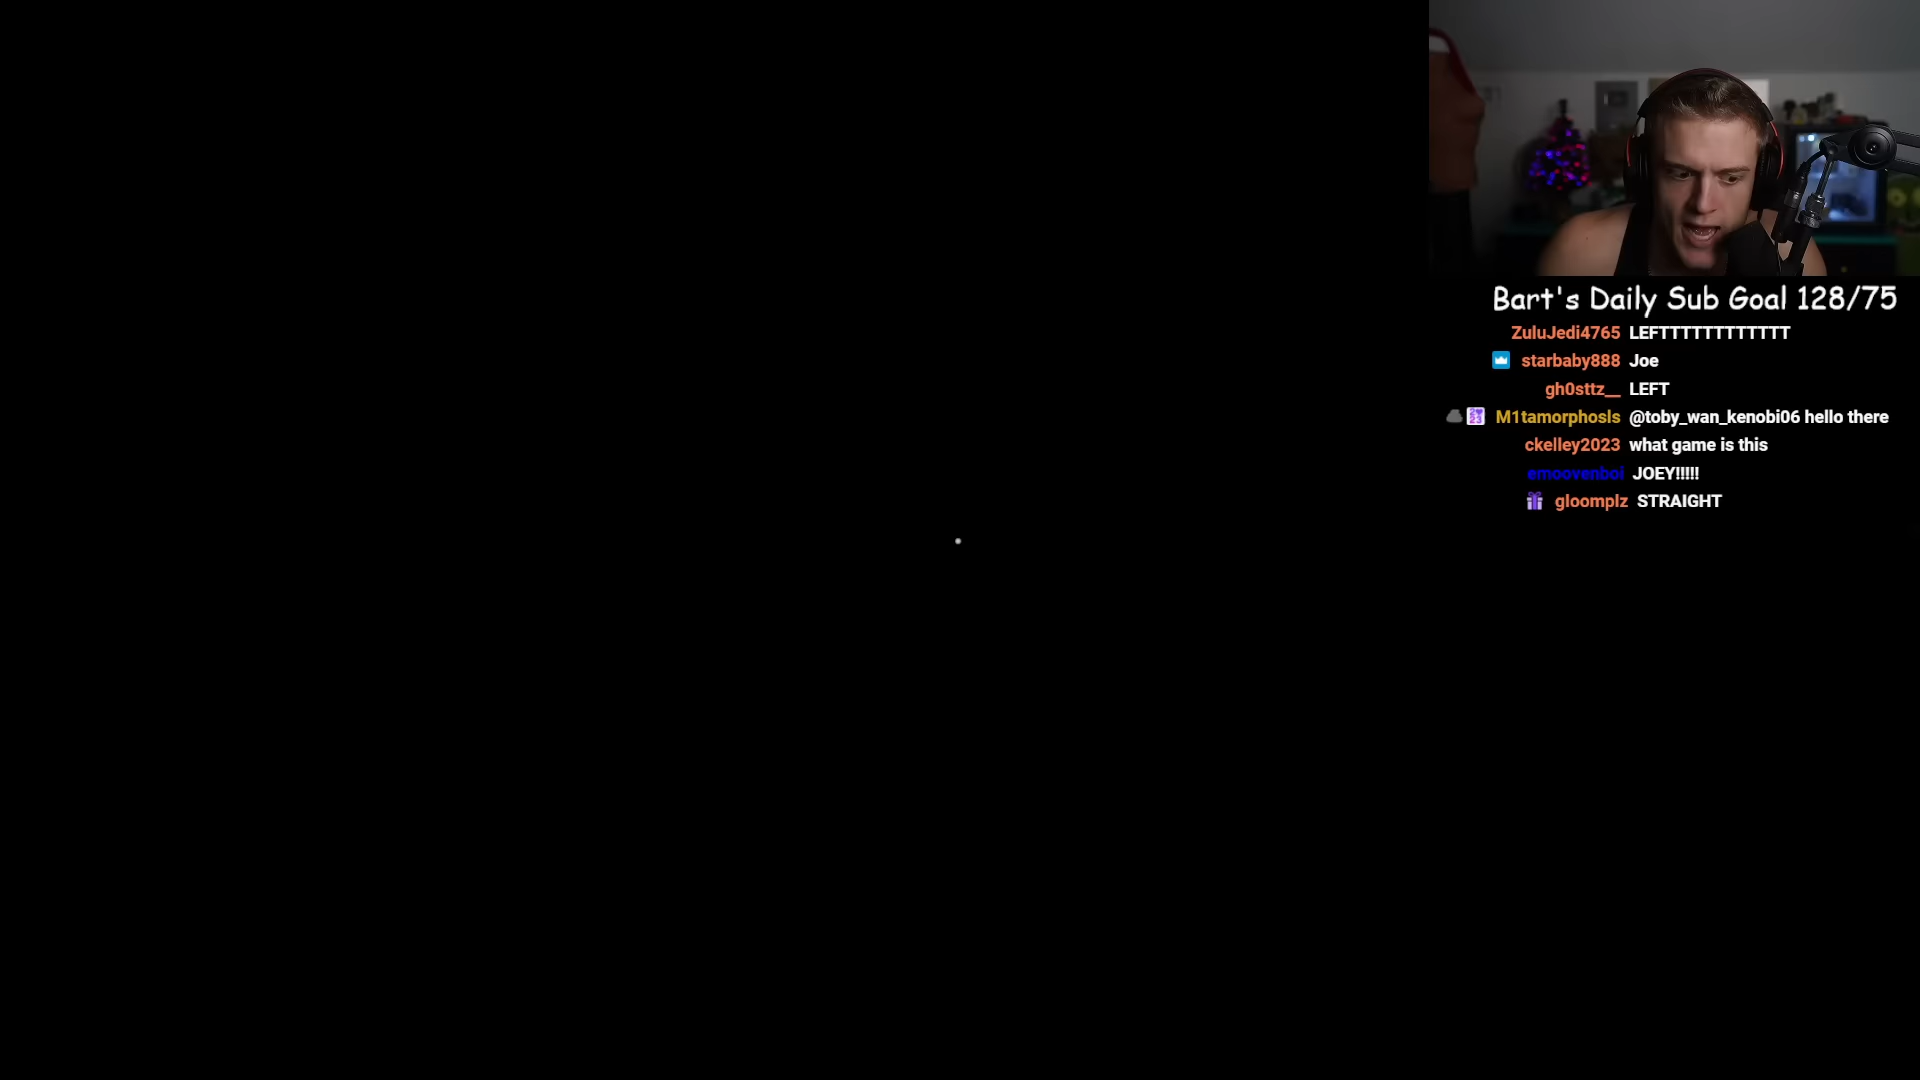 Bart's Daily Sub Goal 128/75
ZuluJedi4765 LEFTTTTTTTTTTTT
starbaby888 Joe
gh0sttz__ LEFT
M1tamorphosIs @toby_wan_kenobi06 hello there
ckelley2023 what game is this
emoovenboi JOEY!!!!!
gloomplz STRAIGHT